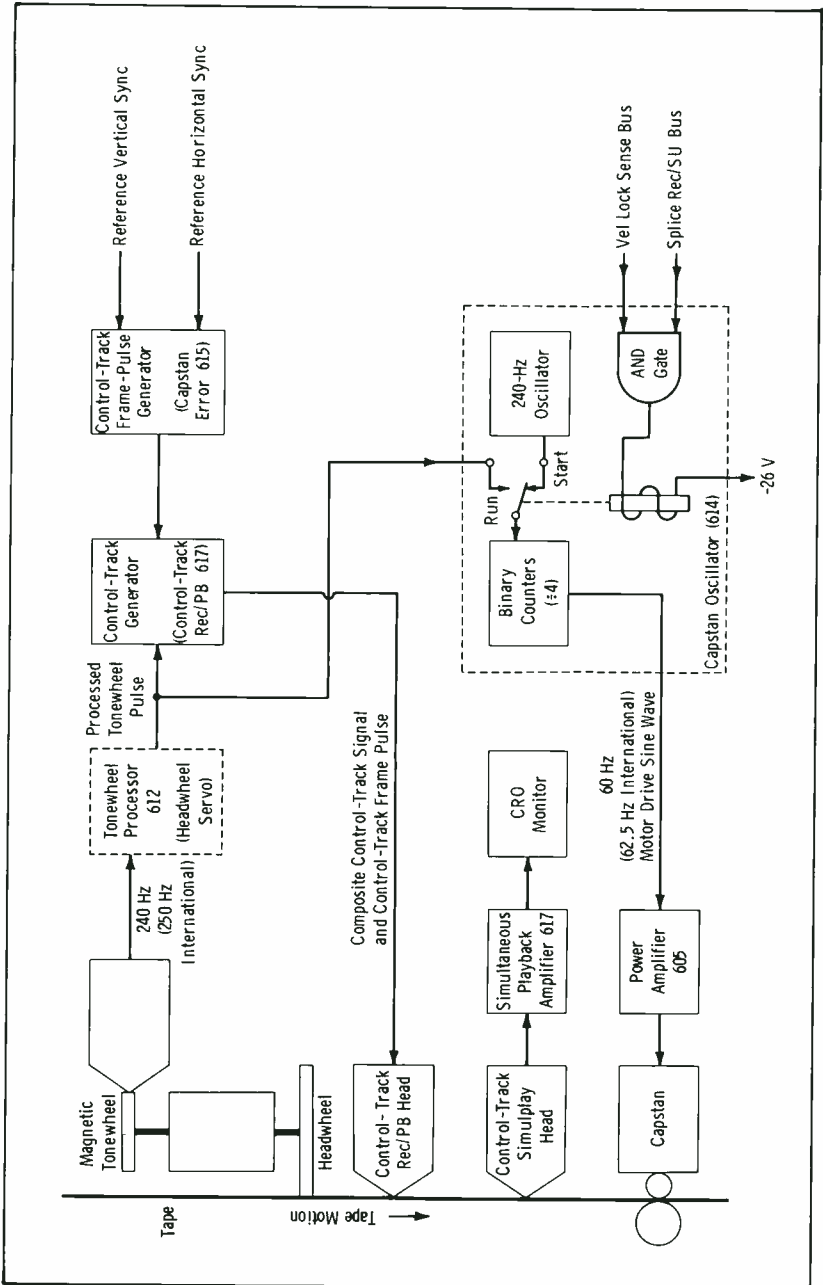 Reference Vertical Sync
Reference Horizontal Sync
Control-Track
Frame-Pulse
Generator
(Capstan
Error 615)
Control-Track
Generator
(Control-Track
Rec/PB 617)
Processed
Tonewheel
Pulse
Tonewheel
Processor
612
(Headwheel
Servo)
240 Hz
(250 Hz
International)
Magnetic
Tonewheel
Headwheel
Tape
Tape Motion
Control-Track
Rec/PB Head
Composite Control-Track Signal
and Control-Track Frame Pulse
Control-Track
Simulplay
Head
Simultaneous
Playback
Amplifier 617
CRO
Monitor
Capstan
Power
Amplifier
605
60 Hz
(62.5 Hz International)
Motor Drive Sine Wave
Run
Start
Binary
Counters
(÷4)
240-Hz
Oscillator
AND
Gate
Vel Lock Sense Bus
Splice Rec/SU Bus
-26 V
Capstan Oscillator (614)